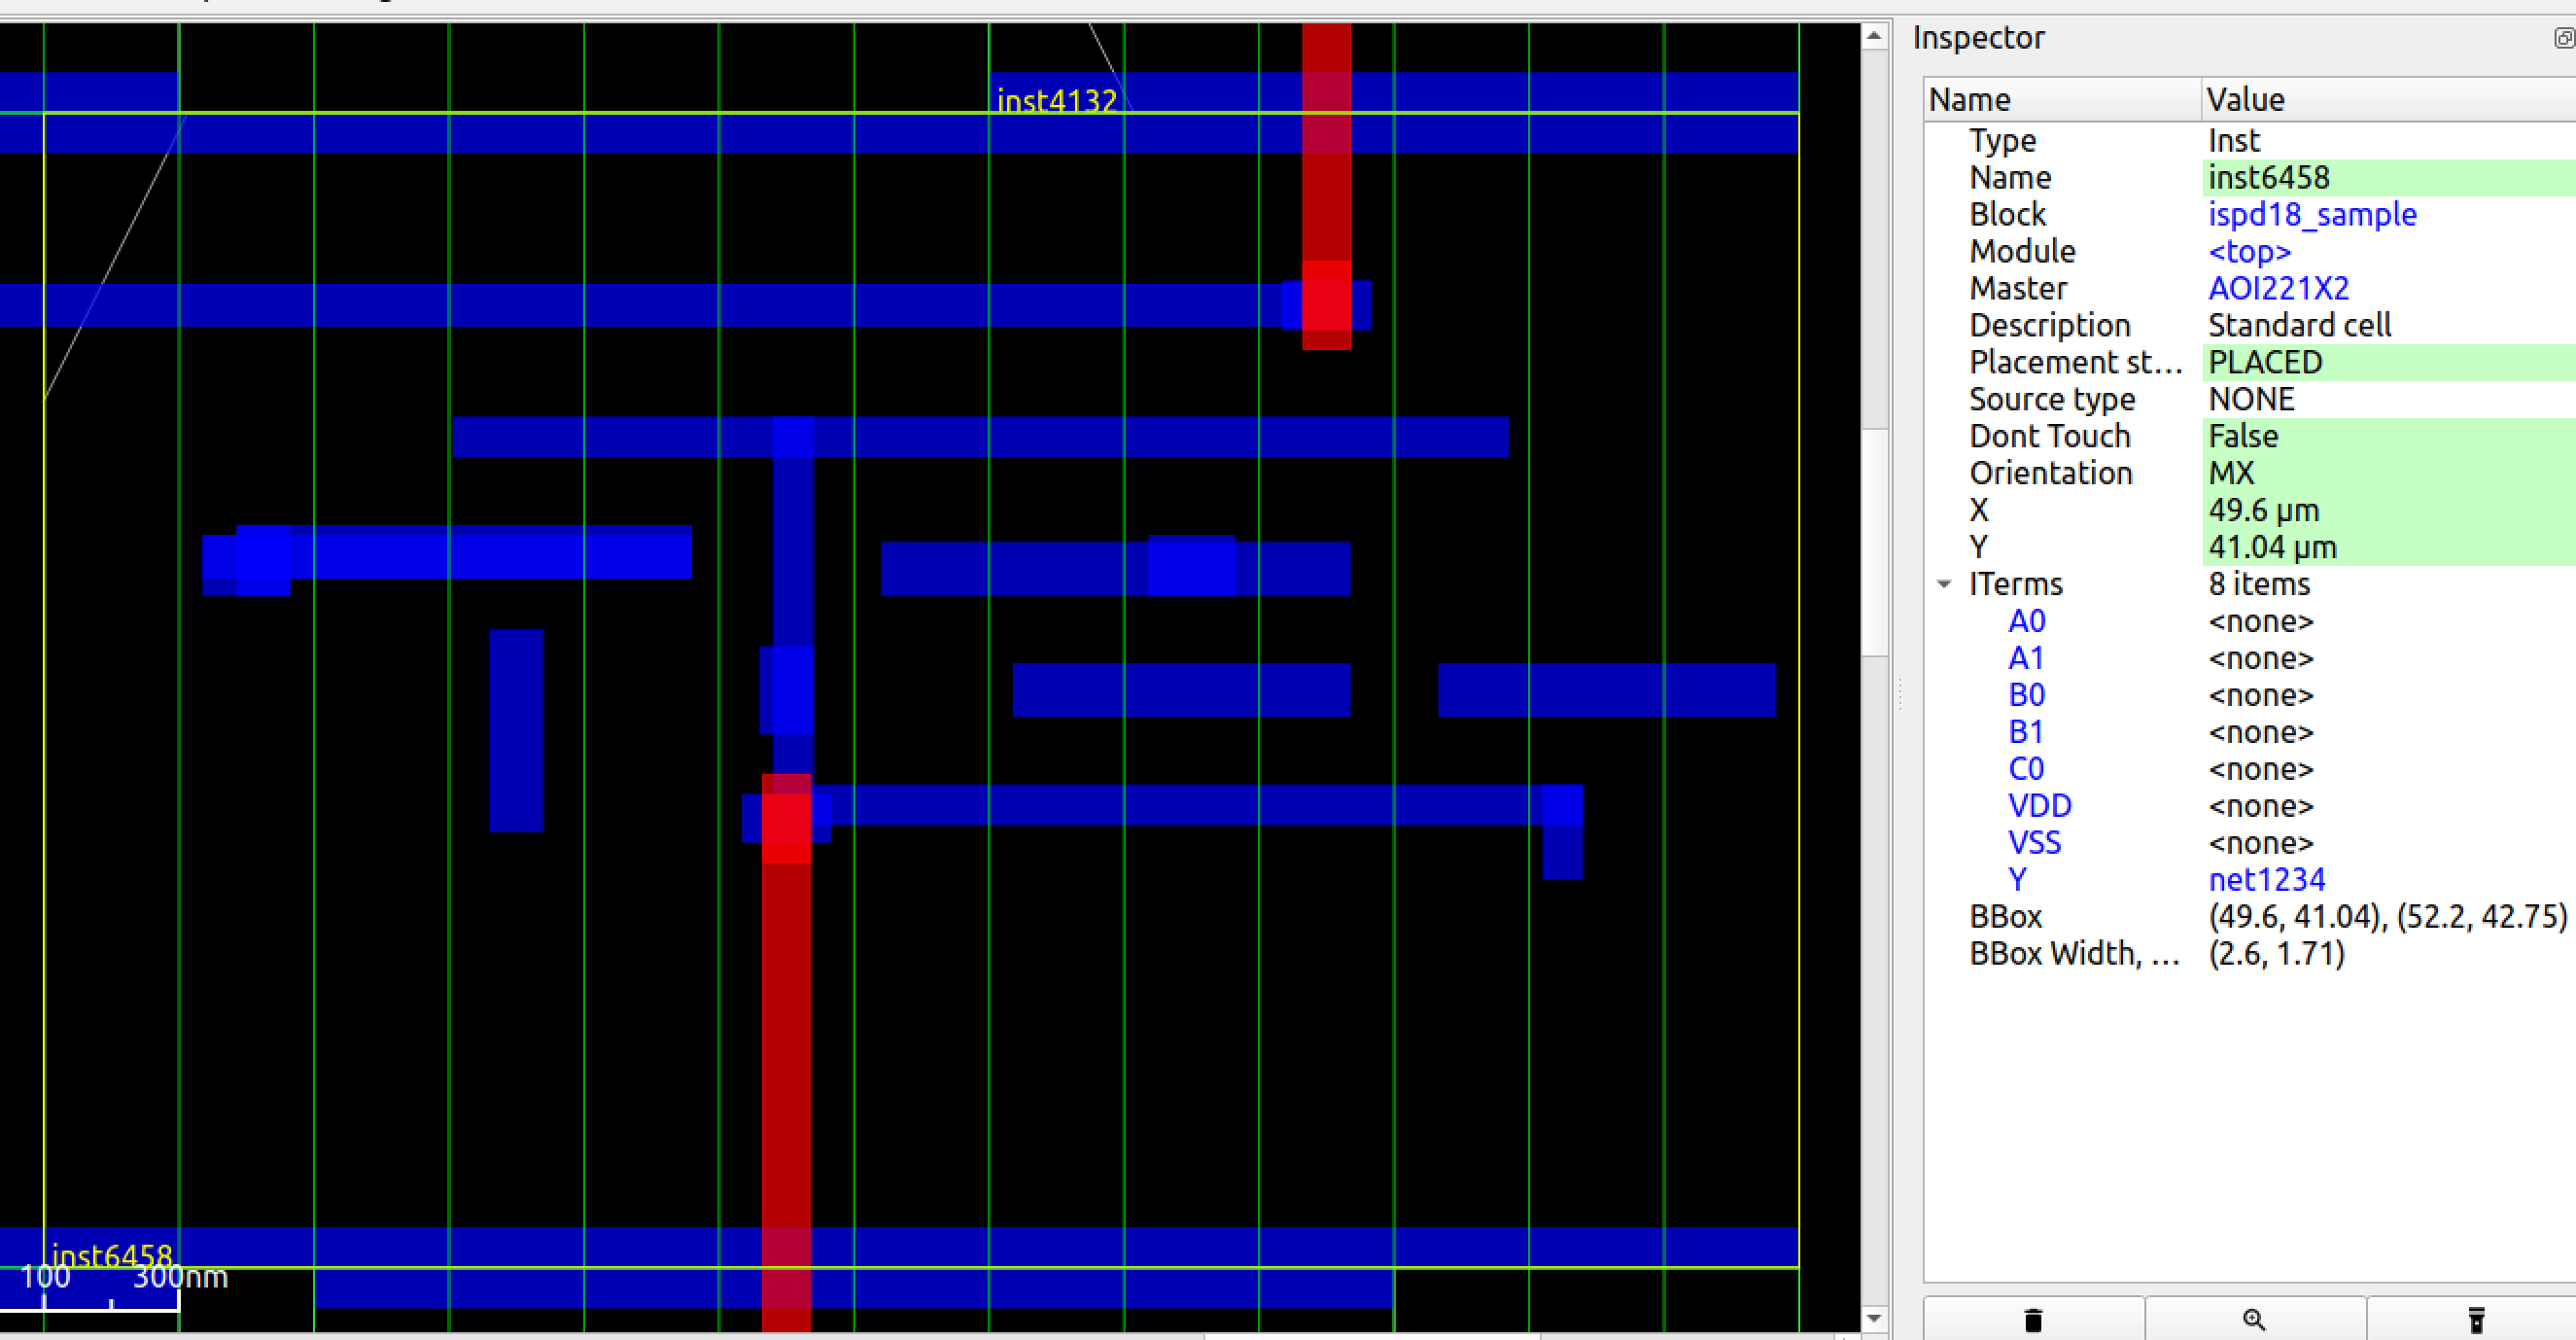 Inspector
Name Value
Type Inst
Name inst6458
Block ispd18_sample
Module <top>
Master AOI221X2
Description Standard cell
Placement st... PLACED
Source type NONE
Dont Touch False
Orientation MX
X 49.6 µm
Y 41.04 µm
ITerms 8 items
A0 <none>
A1 <none>
B0 <none>
B1 <none>
C0 <none>
VDD <none>
VSS <none>
Y net1234
BBox (49.6, 41.04), (52.2, 42.75)
BBox Width, ... (2.6, 1.71)
inst4132
inst6458
100 300nm